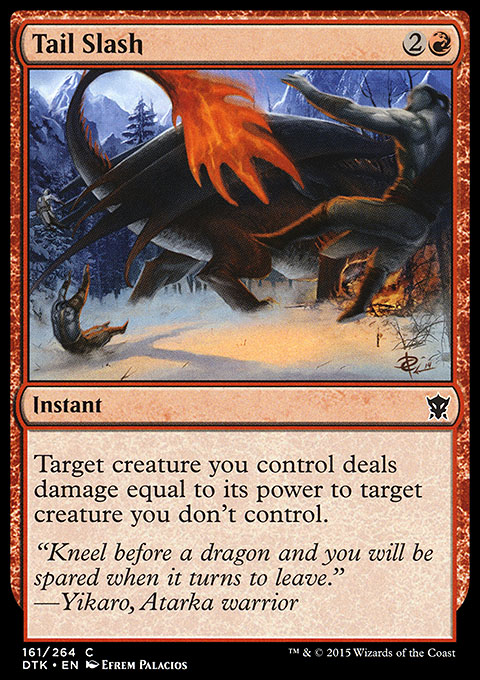 Tail Slash 2
Instant
Target creature you control deals
damage equal to its power to target
creature you don't control.
“Kneel before a dragon and you will be
spared when it turns to leave.”
—Yikaro, Atarka warrior
161/264 C
DTK • EN EFREM PALACIOS
™ & © 2015 Wizards of the Coast